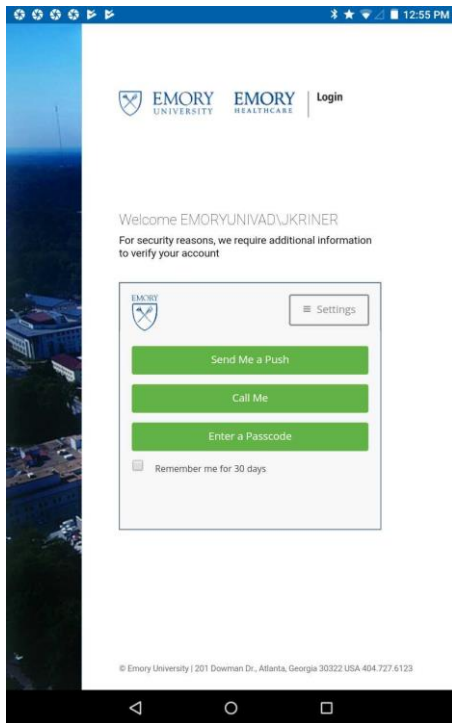 12:55 PM
EMORY UNIVERSITY
EMORY HEALTHCARE
Login
Welcome EMORYUNIVAD\JKRINER
For security reasons, we require additional information
to verify your account
EMORY
Settings
Send Me a Push
Call Me
Enter a Passcode
Remember me for 30 days
© Emory University | 201 Dowman Dr., Atlanta, Georgia 30322 USA 404.727.6123